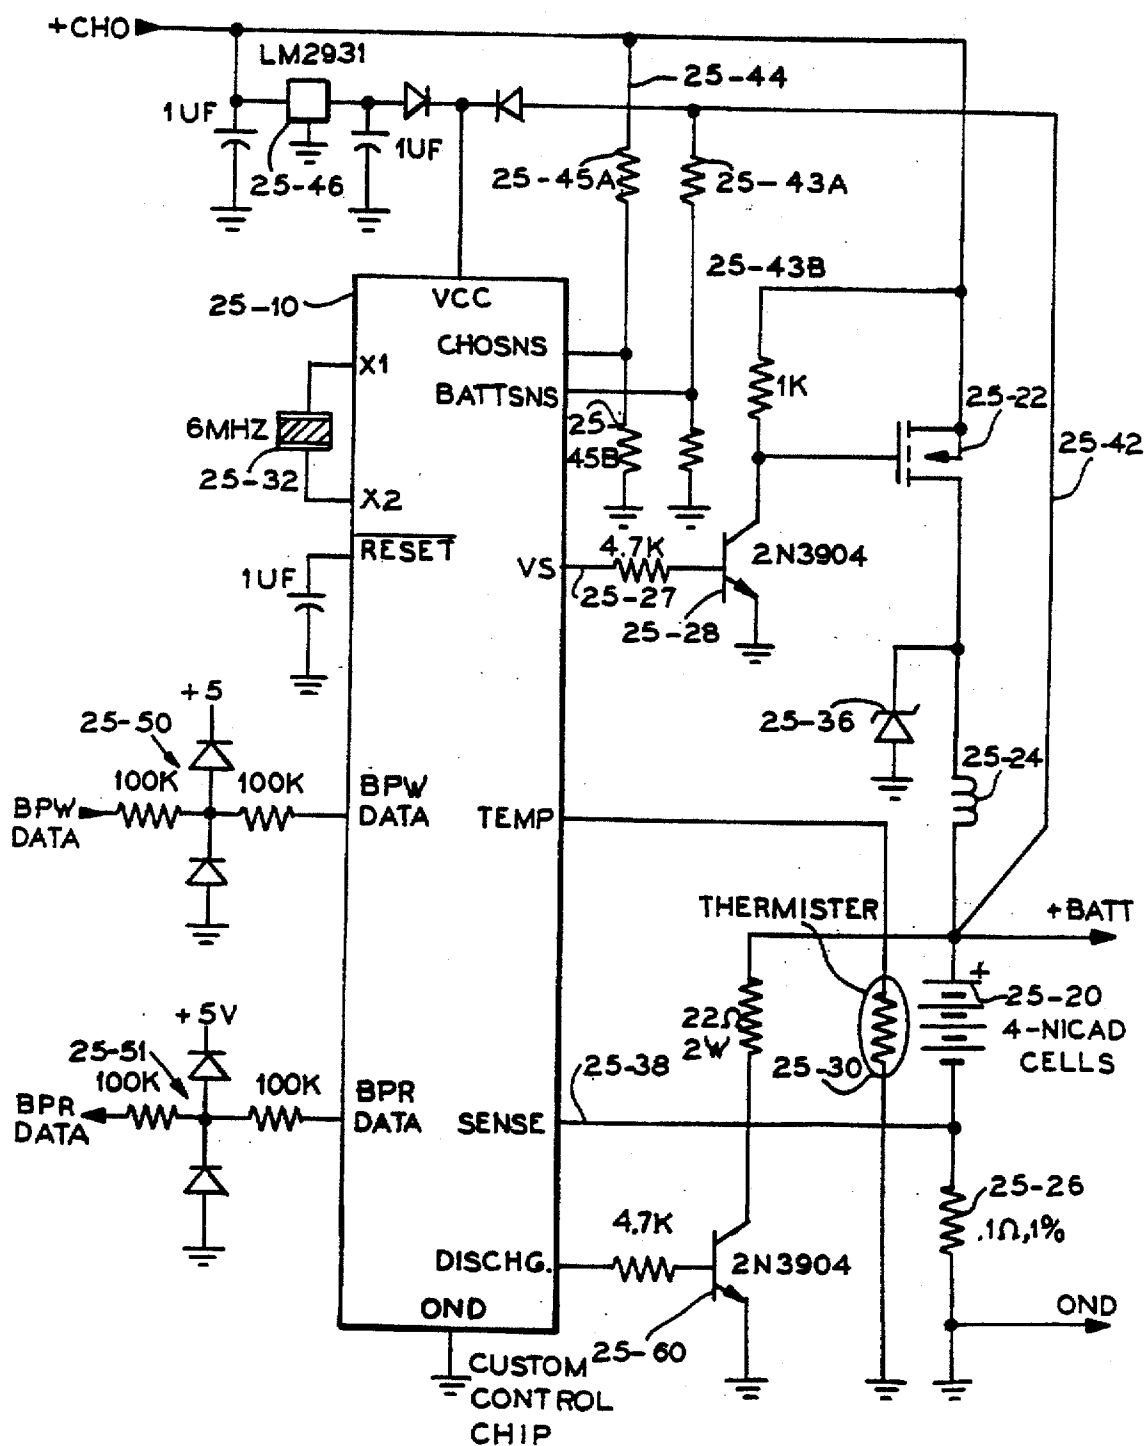 +CHO
LM2931
25-44
1UF
1UF
25-46
25-45A
25-43A
25-43B
25-10
VCC
CHOSNS
X1
BATTSNS
1K
25-22
6MHZ
25-
45B
25-42
25-32
X2
RESET
4.7K
2N3904
VS
1UF
25-27
25-28
+5
25-50
25-36
25-24
100K
100K
BPW
DATA
BPW
DATA
TEMP
THERMISTER
+BATT
+
22Ω
2W
25-20
4-NICAD
CELLS
+5V
25-51
25-38
25-30
100K
100K
BPR
DATA
BPR
DATA
SENSE
25-26
.1Ω,1%
4.7K
DISCHG.
2N3904
OND
OND
25-60
CUSTOM
CONTROL
CHIP